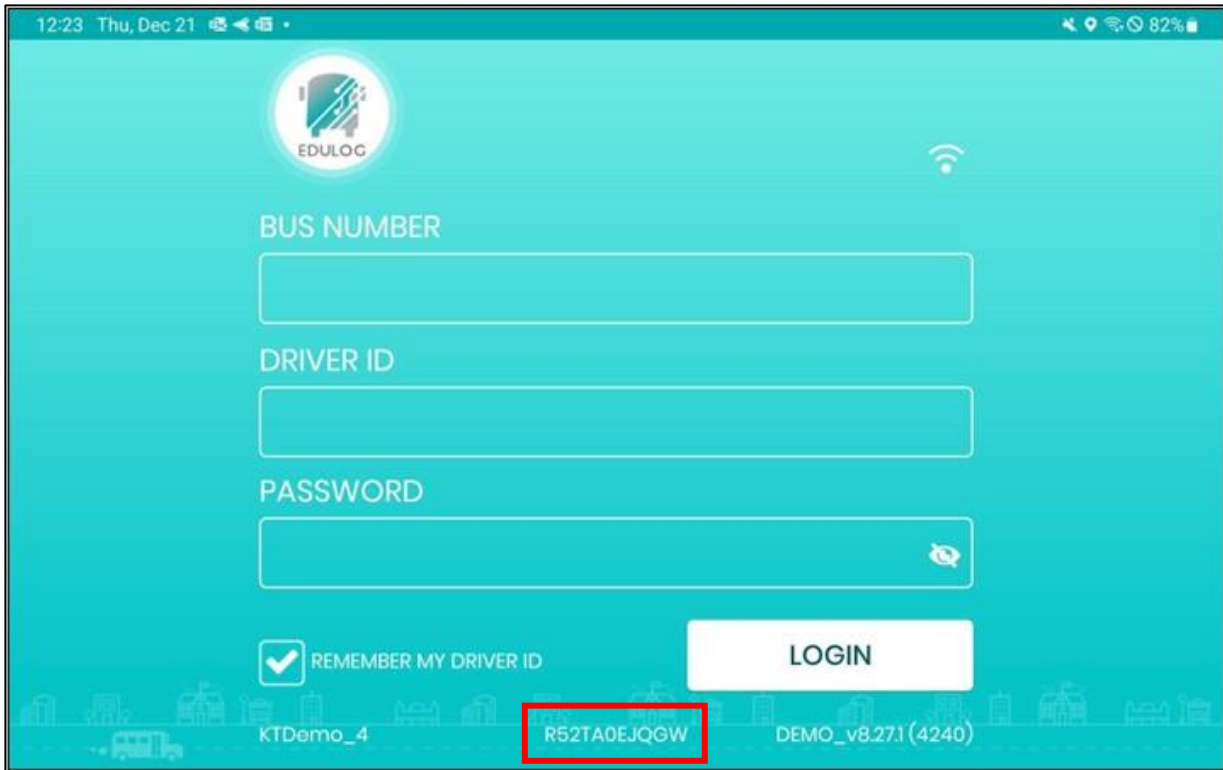 12:23 Thu, Dec 21 82%
EDULOG
BUS NUMBER
DRIVER ID
PASSWORD
REMEMBER MY DRIVER ID
LOGIN
KTDemo_4 R52TA0EJQGW DEMO_v8.27.1 (4240)